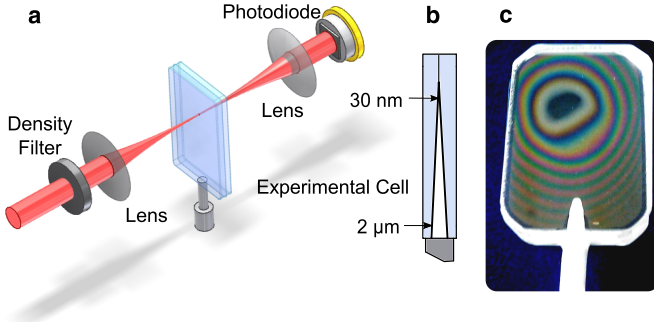 a
Photodiode
b
c
Lens
30 nm
Density
Filter
Experimental Cell
Lens
2 μm